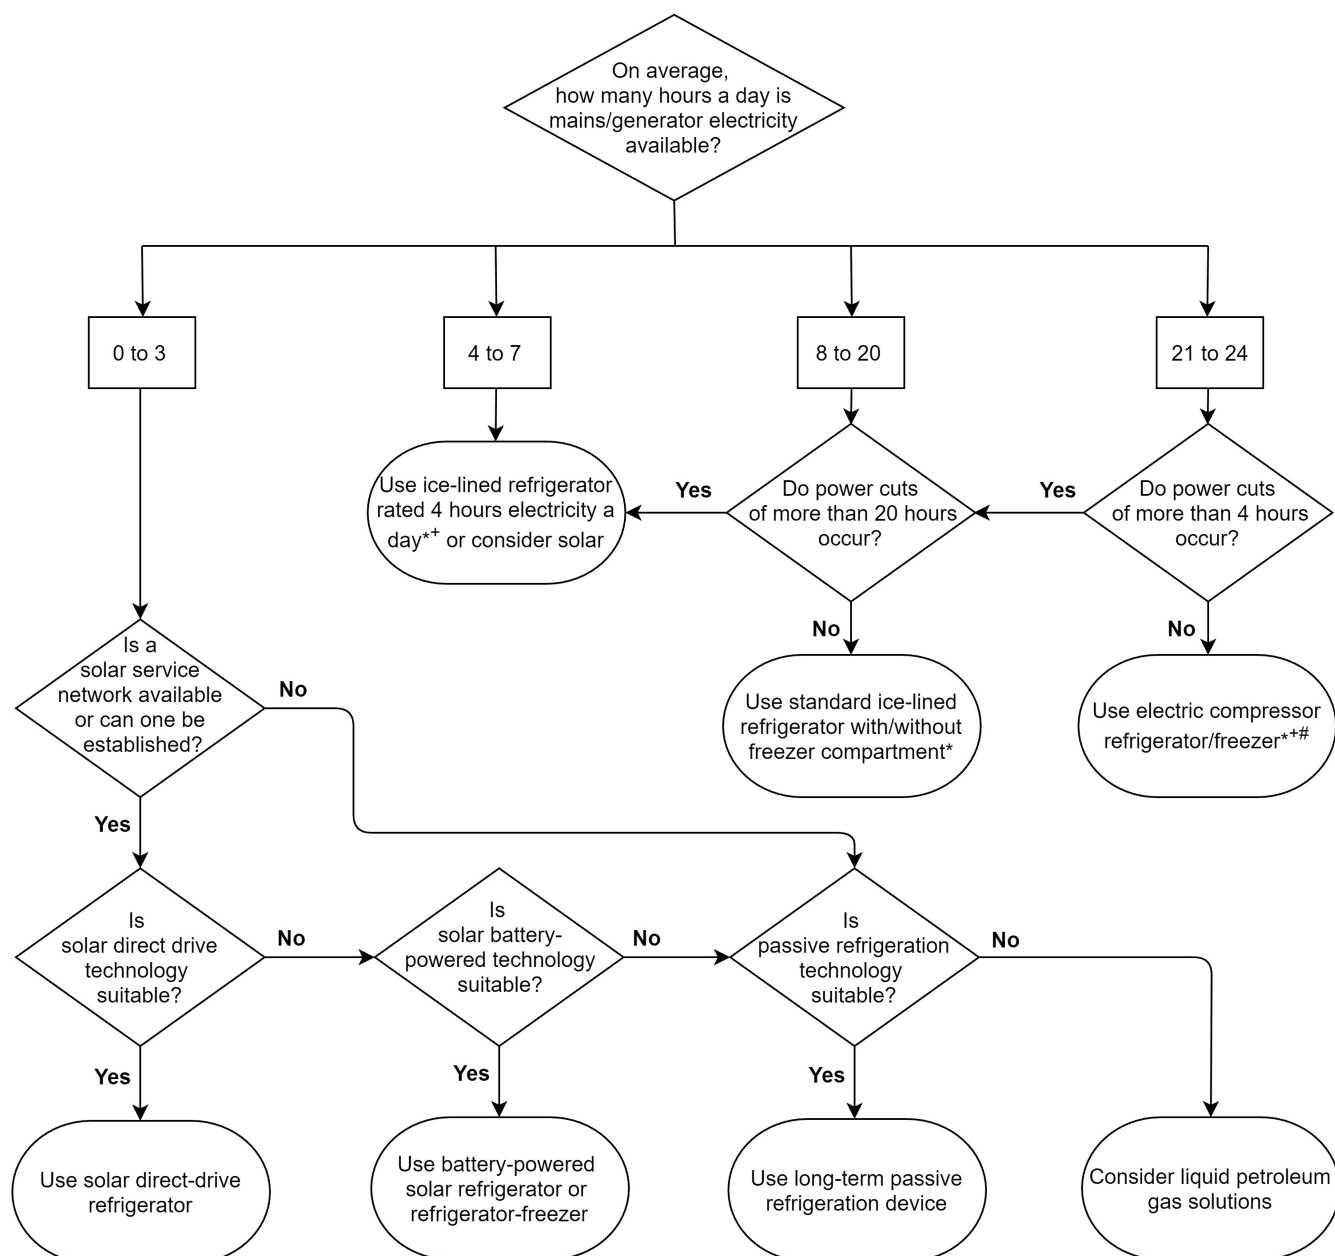 On average,
how many hours a day is
mains/generator electricity
available?
0 to 3
4 to 7
8 to 20
21 to 24
Use ice-lined refrigerator
rated 4 hours electricity a
day*⁺ or consider solar
Yes
Do power cuts
of more than 20 hours
occur?
Yes
Do power cuts
of more than 4 hours
occur?
No
No
Is a
solar service
network available
or can one be
established?
No
Use standard ice-lined
refrigerator with/without
freezer compartment*
Use electric compressor
refrigerator/freezer*⁺#
Yes
Is
solar direct drive
technology
suitable?
No
Is
solar battery-
powered technology
suitable?
No
Is
passive refrigeration
technology
suitable?
No
Yes
Yes
Yes
Use solar direct-drive
refrigerator
Use battery-powered
solar refrigerator or
refrigerator-freezer
Use long-term passive
refrigeration device
Consider liquid petroleum
gas solutions